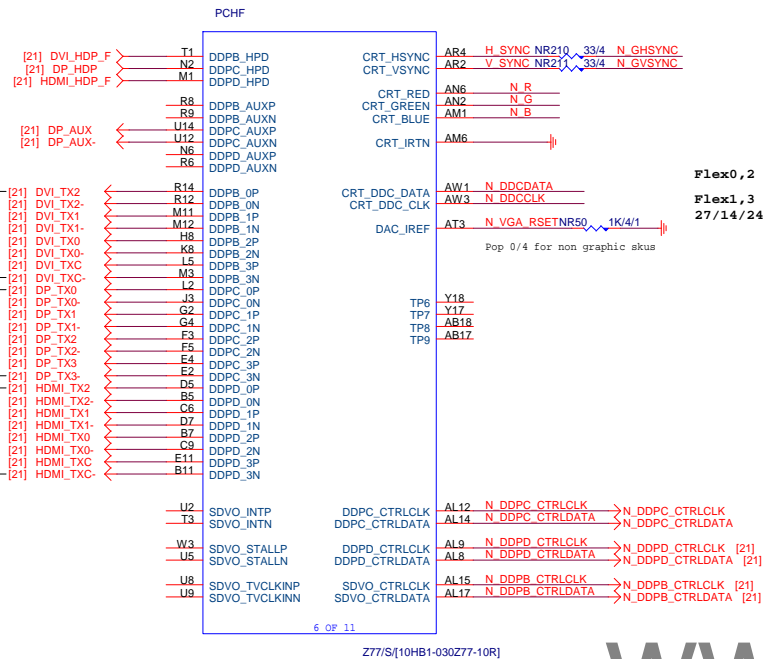 PCHF
[21] DVI_HDP_F T1 DDPB_HPD CRT_HSYNC AR4 H_SYNC NR210 33/4 N_GHSYNC
[21] DP_HDP N2 DDPC_HPD CRT_VSYNC AR2 V_SYNC NR211 33/4 N_GVSYNC
[21] HDMI_HDP_F M1 DDPD_HPD
CRT_RED AN6 N_R
R8 DDPB_AUXP CRT_GREEN AN2 N_G
R9 DDPB_AUXN CRT_BLUE AM1 N_B
[21] DP_AUX U14 DDPC_AUXP
[21] DP_AUX- U12 DDPC_AUXN CRT_IRTN AM6
N6 DDPD_AUXP
R6 DDPD_AUXN
Flex0,2
[21] DVI_TX2 R14 DDPB_0P CRT_DDC_DATA AW1 N_DDCDATA
[21] DVI_TX2- R12 DDPB_0N CRT_DDC_CLK AW3 N_DDCCLK
Flex1,3
[21] DVI_TX1 M11 DDPB_1P
27/14/24
[21] DVI_TX1- M12 DDPB_1N DAC_IREF AT3 N_VGA_RSET NR50 1K/4/1
[21] DVI_TX0 H8 DDPB_2P
Pop 0/4 for non graphic skus
[21] DVI_TX0- K8 DDPB_2N
[21] DVI_TXC L5 DDPB_3P
[21] DVI_TXC- M3 DDPB_3N
[21] DP_TX0 L2 DDPC_0P
[21] DP_TX0- J3 DDPC_0N TP6 Y18
[21] DP_TX1 G2 DDPC_1P TP7 Y17
[21] DP_TX1- G4 DDPC_1N TP8 AB18
[21] DP_TX2 F3 DDPC_2P TP9 AB17
[21] DP_TX2- F5 DDPC_2N
[21] DP_TX3 E4 DDPC_3P
[21] DP_TX3- E2 DDPC_3N
[21] HDMI_TX2 D5 DDPD_0P
[21] HDMI_TX2- B5 DDPD_0N
[21] HDMI_TX1 C6 DDPD_1P
[21] HDMI_TX1- D7 DDPD_1N
[21] HDMI_TX0 B7 DDPD_2P
[21] HDMI_TX0- C9 DDPD_2N
[21] HDMI_TXC E11 DDPD_3P
[21] HDMI_TXC- B11 DDPD_3N
U2 SDVO_INTP DDPC_CTRLCLK AL12 N_DDPC_CTRLCLK N_DDPC_CTRLCLK
T3 SDVO_INTN DDPC_CTRLDATA AL14 N_DDPC_CTRLDATA N_DDPC_CTRLDATA
W3 SDVO_STALLP DDPD_CTRLCLK AL9 N_DDPD_CTRLCLK N_DDPD_CTRLCLK [21]
U5 SDVO_STALLN DDPD_CTRLDATA AL8 N_DDPD_CTRLDATA N_DDPD_CTRLDATA [21]
U8 SDVO_TVCLKINP SDVO_CTRLCLK AL15 N_DDPB_CTRLCLK N_DDPB_CTRLCLK [21]
U9 SDVO_TVCLKINN SDVO_CTRLDATA AL17 N_DDPB_CTRLDATA N_DDPB_CTRLDATA [21]
6 OF 11
Z77/S/[10HB1-030Z77-10R]